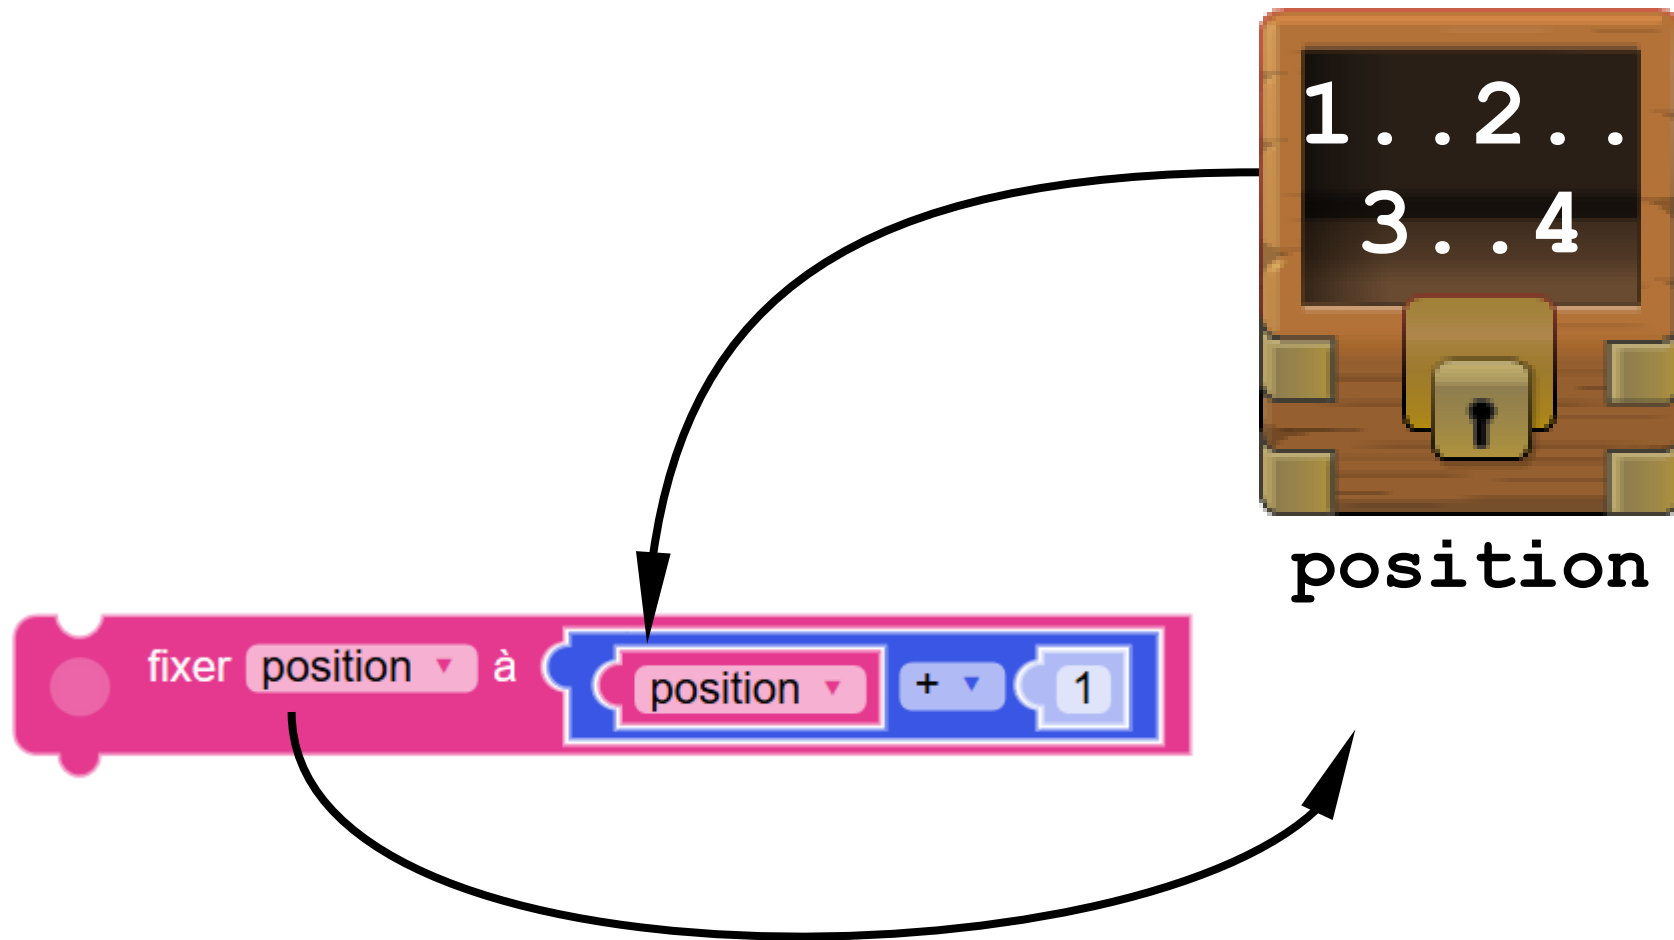 1..2..
3..4
position
fixer position à position + 1